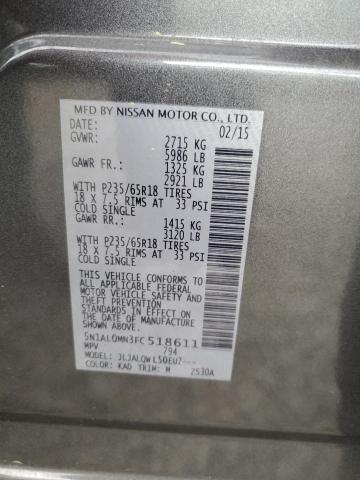 MFD BY NISSAN MOTOR CO., LTD.
DATE: 02/15
GVWR: 2715 KG
5986 LB
GAWR FR.: 1325 KG
2921 LB
WITH P235/65R18 TIRES
18 X 7.5 RIMS AT 33 PSI
COLD SINGLE
GAWR RR.: 1415 KG
3120 LB
WITH P235/65R18 TIRES
18 X 7.5 RIMS AT 33 PSI
COLD SINGLE
THIS VEHICLE CONFORMS TO
ALL APPLICABLE FEDERAL
MOTOR VEHICLE SAFETY AND
THEFT PREVENTION
STANDARDS IN EFFECT ON
THE DATE OF MANUFACTURE
SHOWN ABOVE.
5N1AL0MN3FC518611
MPV 794
MODEL: JLJALQWL50EU7---
COLOR: KAD TRIM: M 2S30A